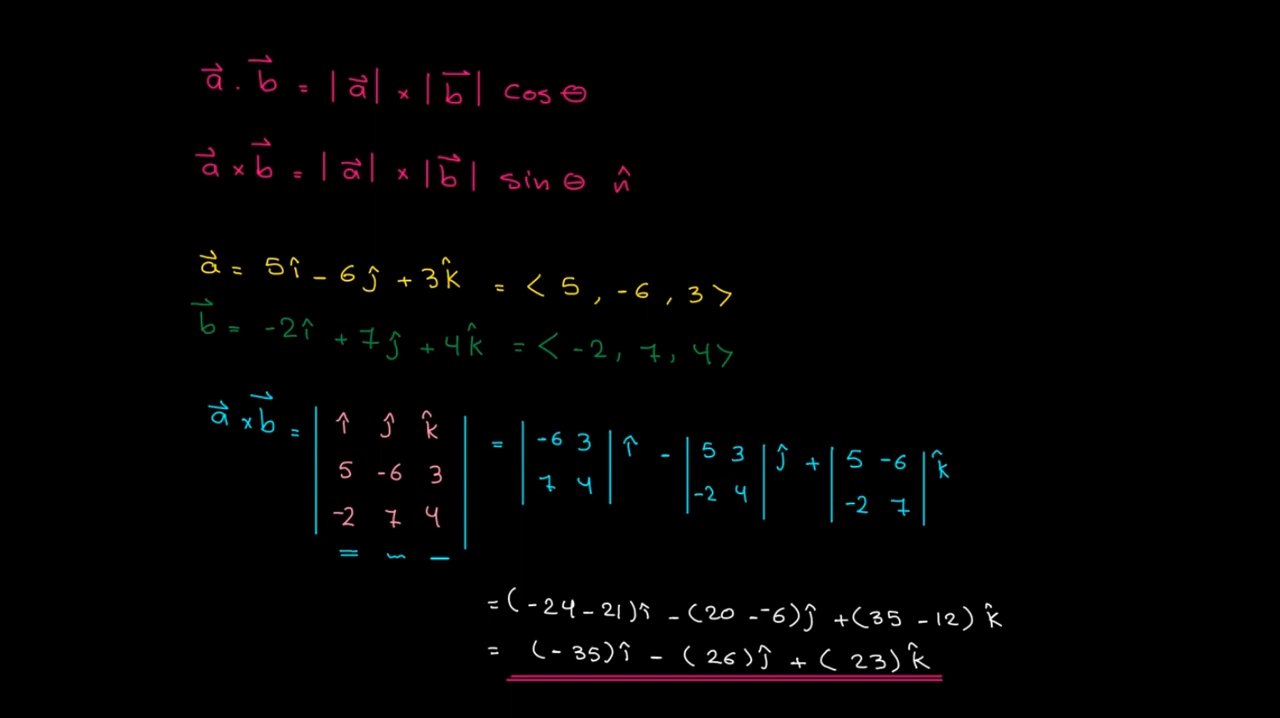 a⃗ . b⃗ = |a⃗| × |b⃗| cos θ
a⃗ × b⃗ = |a⃗| × |b⃗| sin θ n̂
a⃗ = 5î - 6ĵ + 3k̂ = < 5 , -6 , 3 >
b⃗ = -2î + 7ĵ + 4k̂ = < -2, 7, 4 >
a⃗ × b⃗ = | î ĵ k̂ | = | -6 3 | î - | 5 3 | ĵ + | 5 -6 | k̂
| 5 -6 3 | | 7 4 | | -2 4 | | -2 7 |
| -2 7 4 |
= (-24 - 21)î - (20 - -6)ĵ + (35 - 12) k̂
= (-35)î - (26)ĵ + (23)k̂